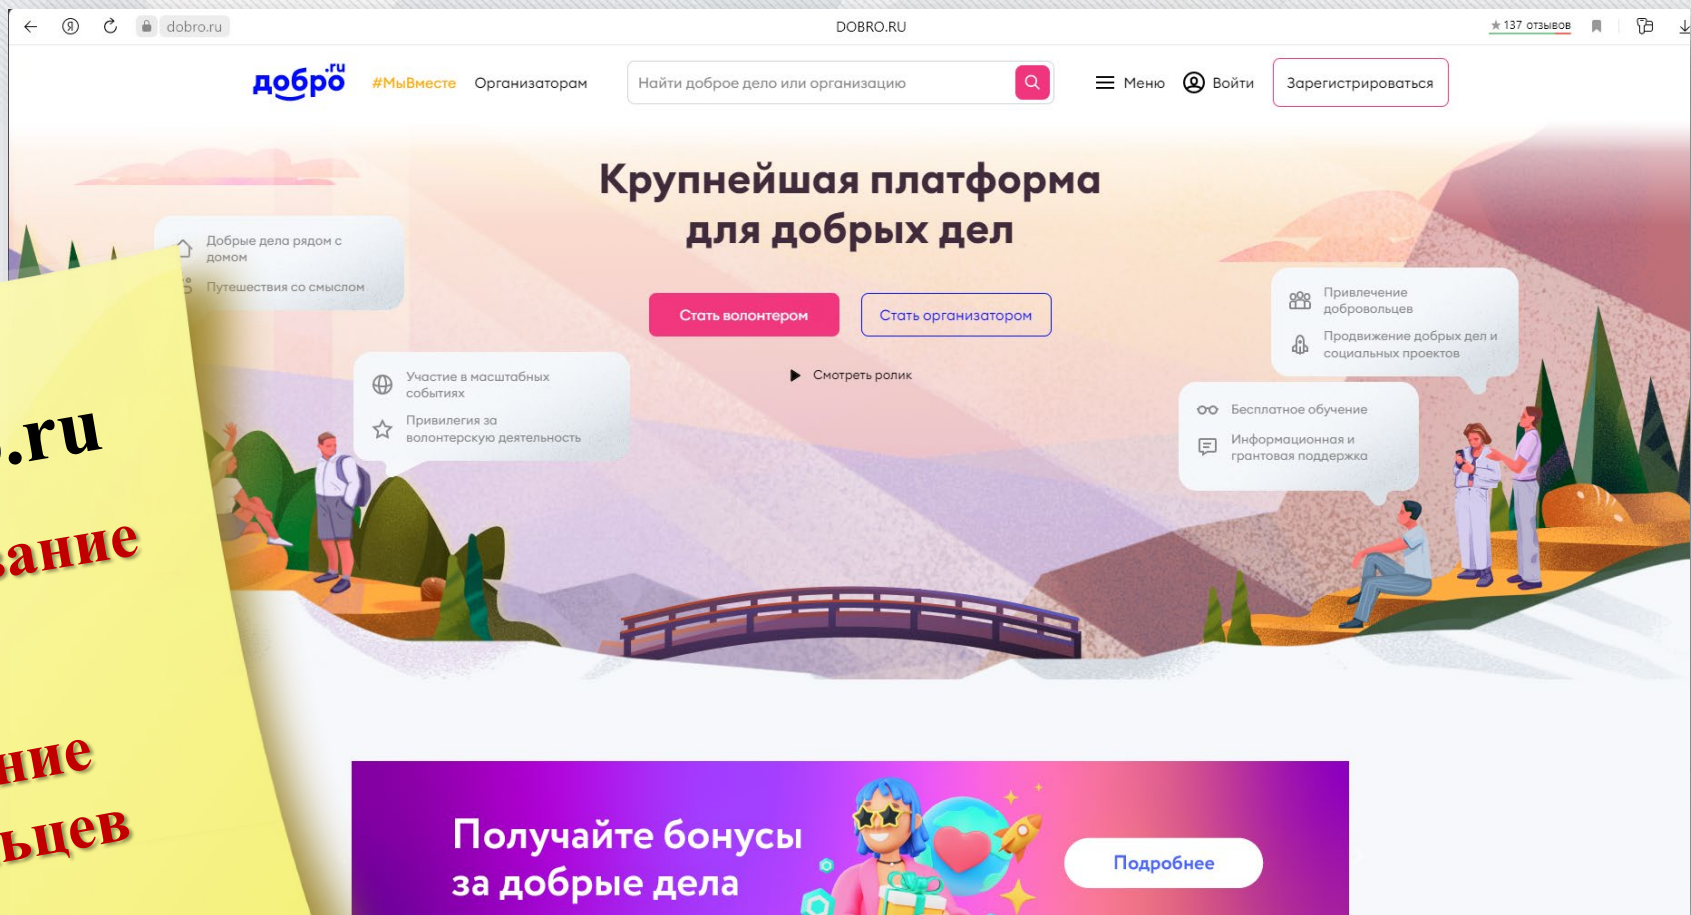 dobro.ru
DOBRO.RU
137 отзывов
добро.ru
#МыВместе
Организаторам
Найти доброе дело или организацию
Меню
Войти
Зарегистрироваться
Крупнейшая платформа
для добрых дел
Добрые дела рядом с
домом
Путешествия со смыслом
Стать волонтером
Стать организатором
Смотреть ролик
Участие в масштабных
событиях
Привилегия за
волонтерскую деятельность
Привлечение
добровольцев
Продвижение добрых дел и
социальных проектов
Бесплатное обучение
Информационная и
грантовая поддержка
.ru
вание
ние
ьцев
Получайте бонусы
за добрые дела
Подробнее